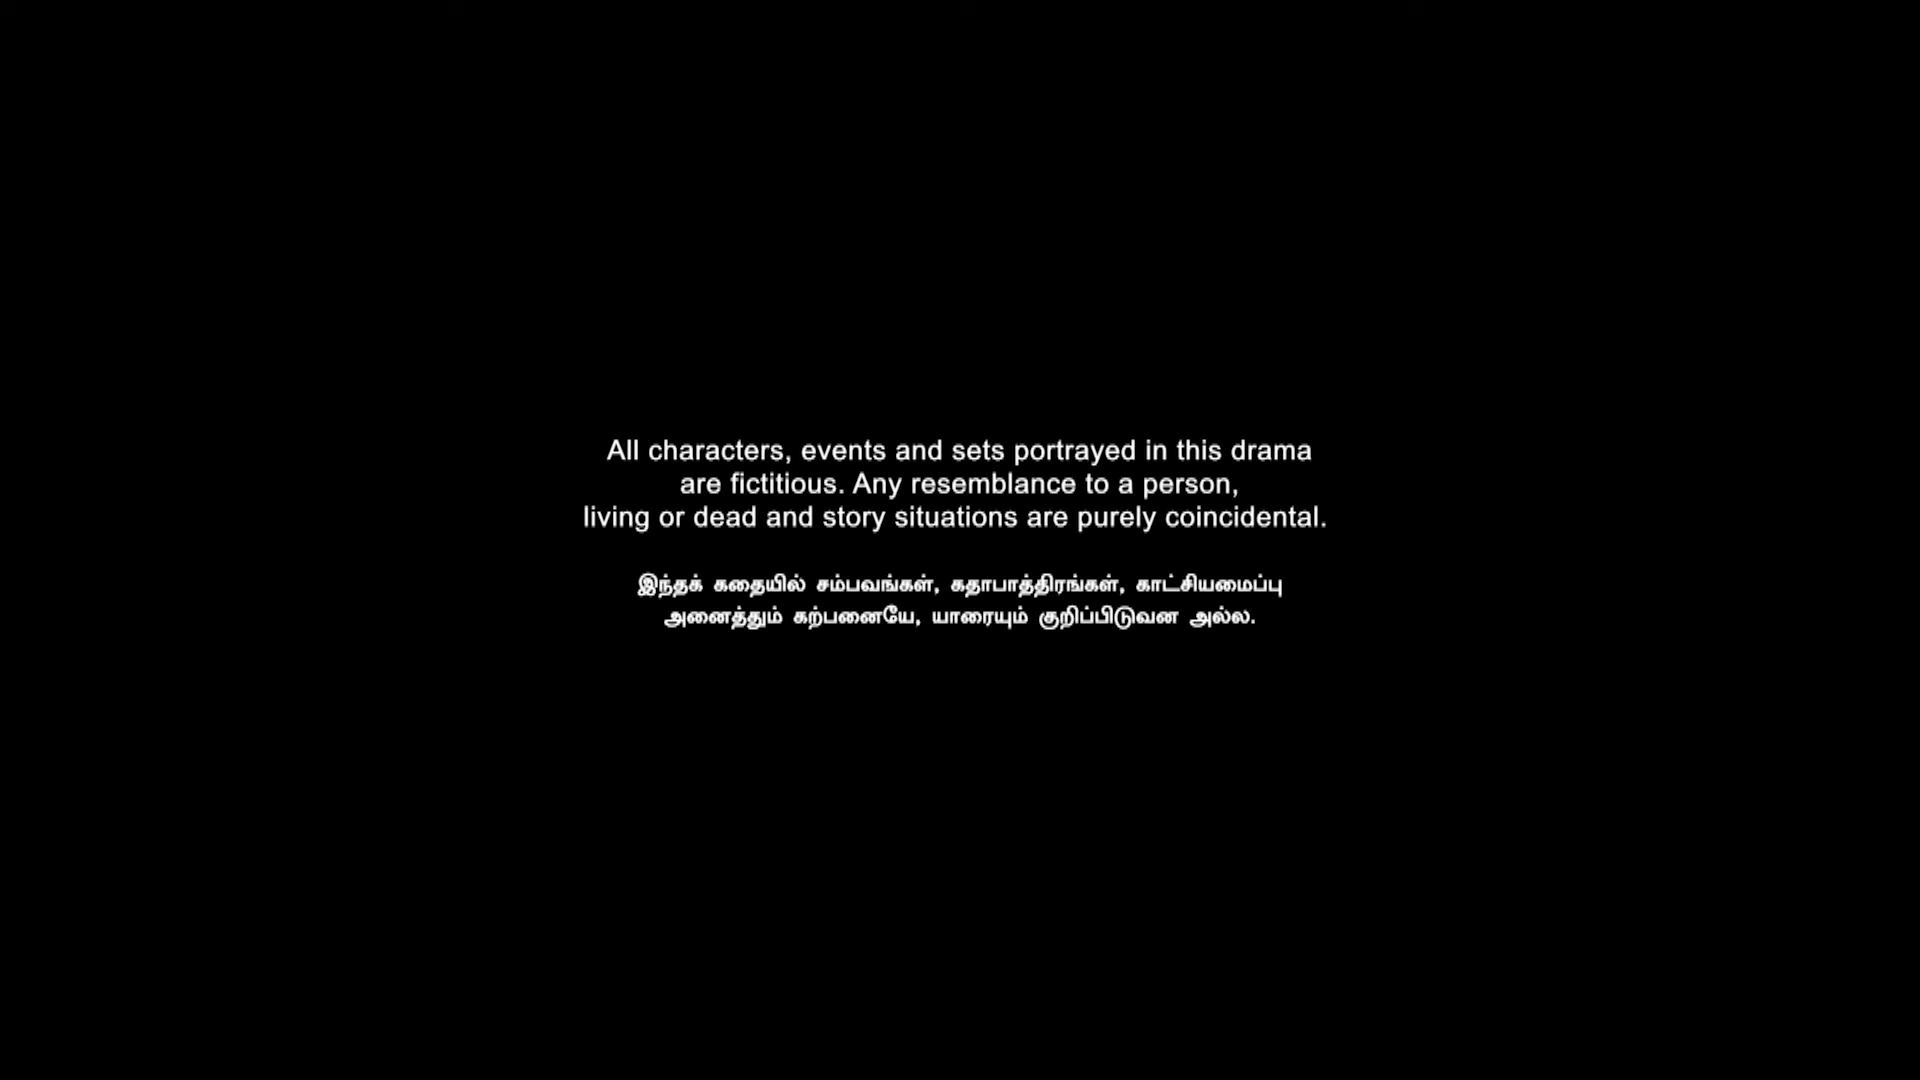 All characters, events and sets portrayed in this drama
are fictitious. Any resemblance to a person,
living or dead and story situations are purely coincidental.
இந்தக் கதையில் சம்பவங்கள், கதாபாத்திரங்கள், காட்சியமைப்பு
அனைத்தும் கற்பனையே, யாரையும் குறிப்பிடுவன அல்ல.